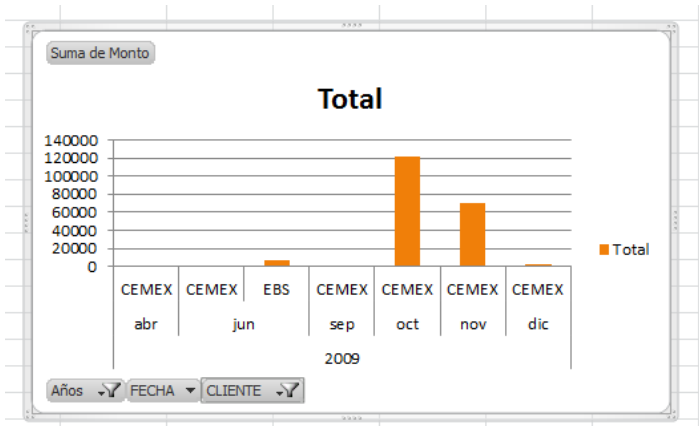 Suma de Monto
Total
140000
120000
100000
80000
60000
40000
20000
0
Total
CEMEX CEMEX EBS CEMEX CEMEX CEMEX CEMEX
abr jun sep oct nov dic
2009
Años FECHA CLIENTE